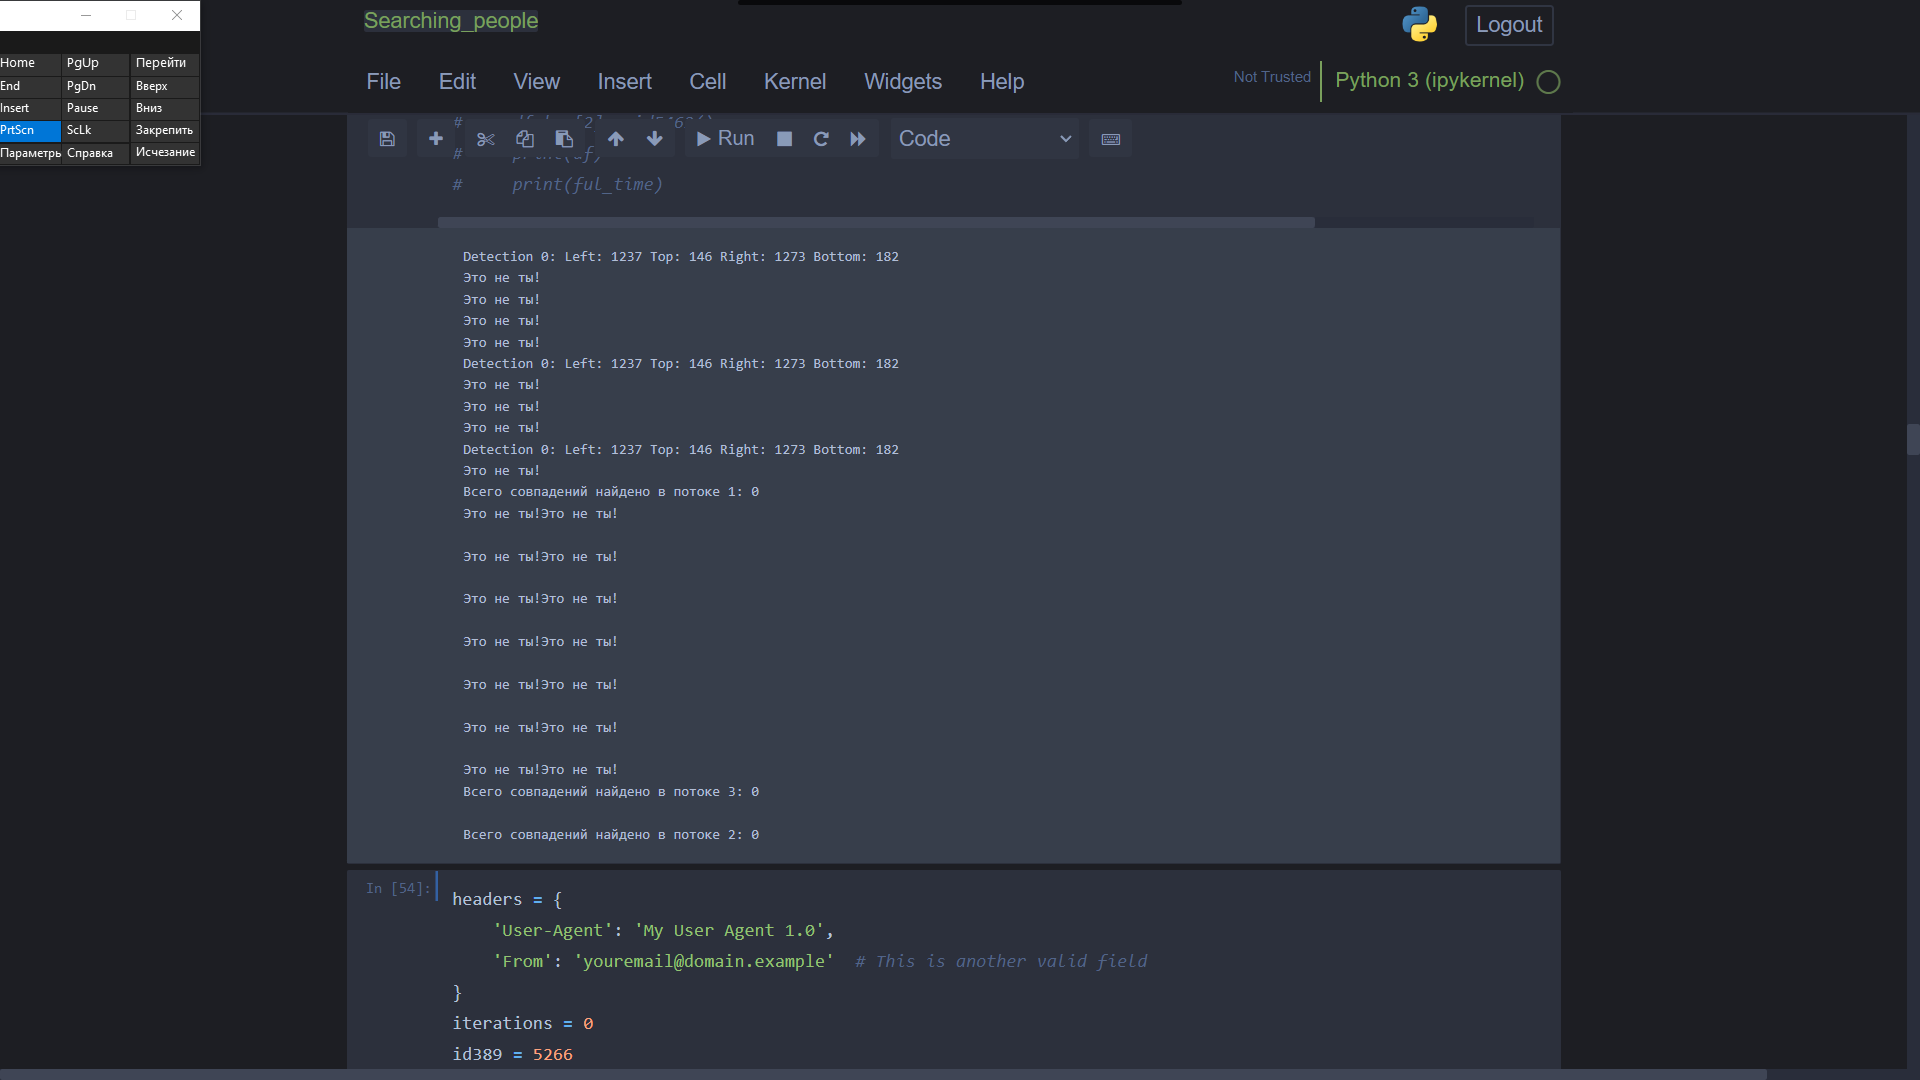 Home PgUp Перейти
End PgDn Вверх
Insert Pause Вниз
PrtScn ScLk Закрепить
Параметры Справка Исчезание
Searching_people
Logout
File Edit View Insert Cell Kernel Widgets Help
Not Trusted
Python 3 (ipykernel)
Run
Code
# print(df)
# print(ful_time)
Detection 0: Left: 1237 Top: 146 Right: 1273 Bottom: 182
Это не ты!
Это не ты!
Это не ты!
Это не ты!
Detection 0: Left: 1237 Top: 146 Right: 1273 Bottom: 182
Это не ты!
Это не ты!
Это не ты!
Detection 0: Left: 1237 Top: 146 Right: 1273 Bottom: 182
Это не ты!
Всего совпадений найдено в потоке 1: 0
Это не ты!Это не ты!
Это не ты!Это не ты!
Это не ты!Это не ты!
Это не ты!Это не ты!
Это не ты!Это не ты!
Это не ты!Это не ты!
Это не ты!Это не ты!
Всего совпадений найдено в потоке 3: 0
Всего совпадений найдено в потоке 2: 0
In [54]:
headers = {
'User-Agent': 'My User Agent 1.0',
'From': 'youremail@domain.example' # This is another valid field
}
iterations = 0
id389 = 5266